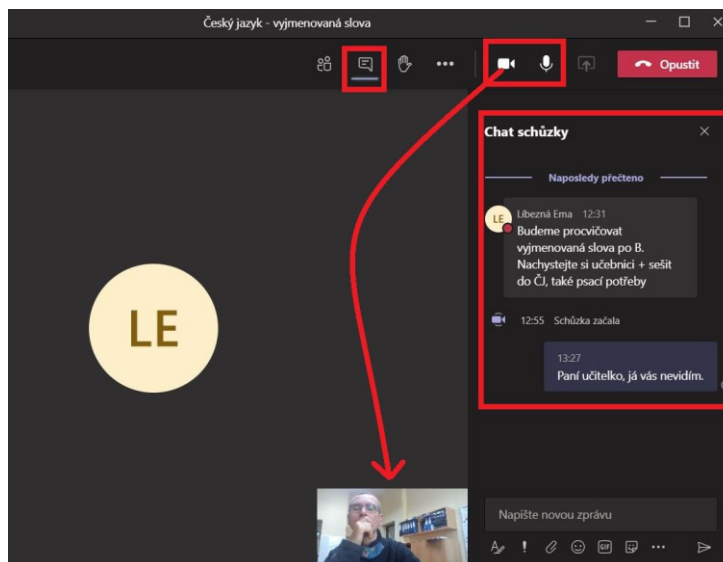 Český jazyk - vyjmenovaná slova
Opustit
Chat schůzky
Naposledy přečteno
LE
Líbezná Ema 12:31
Budeme procvičovat
vyjmenovaná slova po B.
Nachystejte si učebnici + sešit
do ČJ, také psací potřeby
12:55 Schůzka začala
13:27
Paní učitelko, já vás nevidím.
LE
Napište novou zprávu
GIF